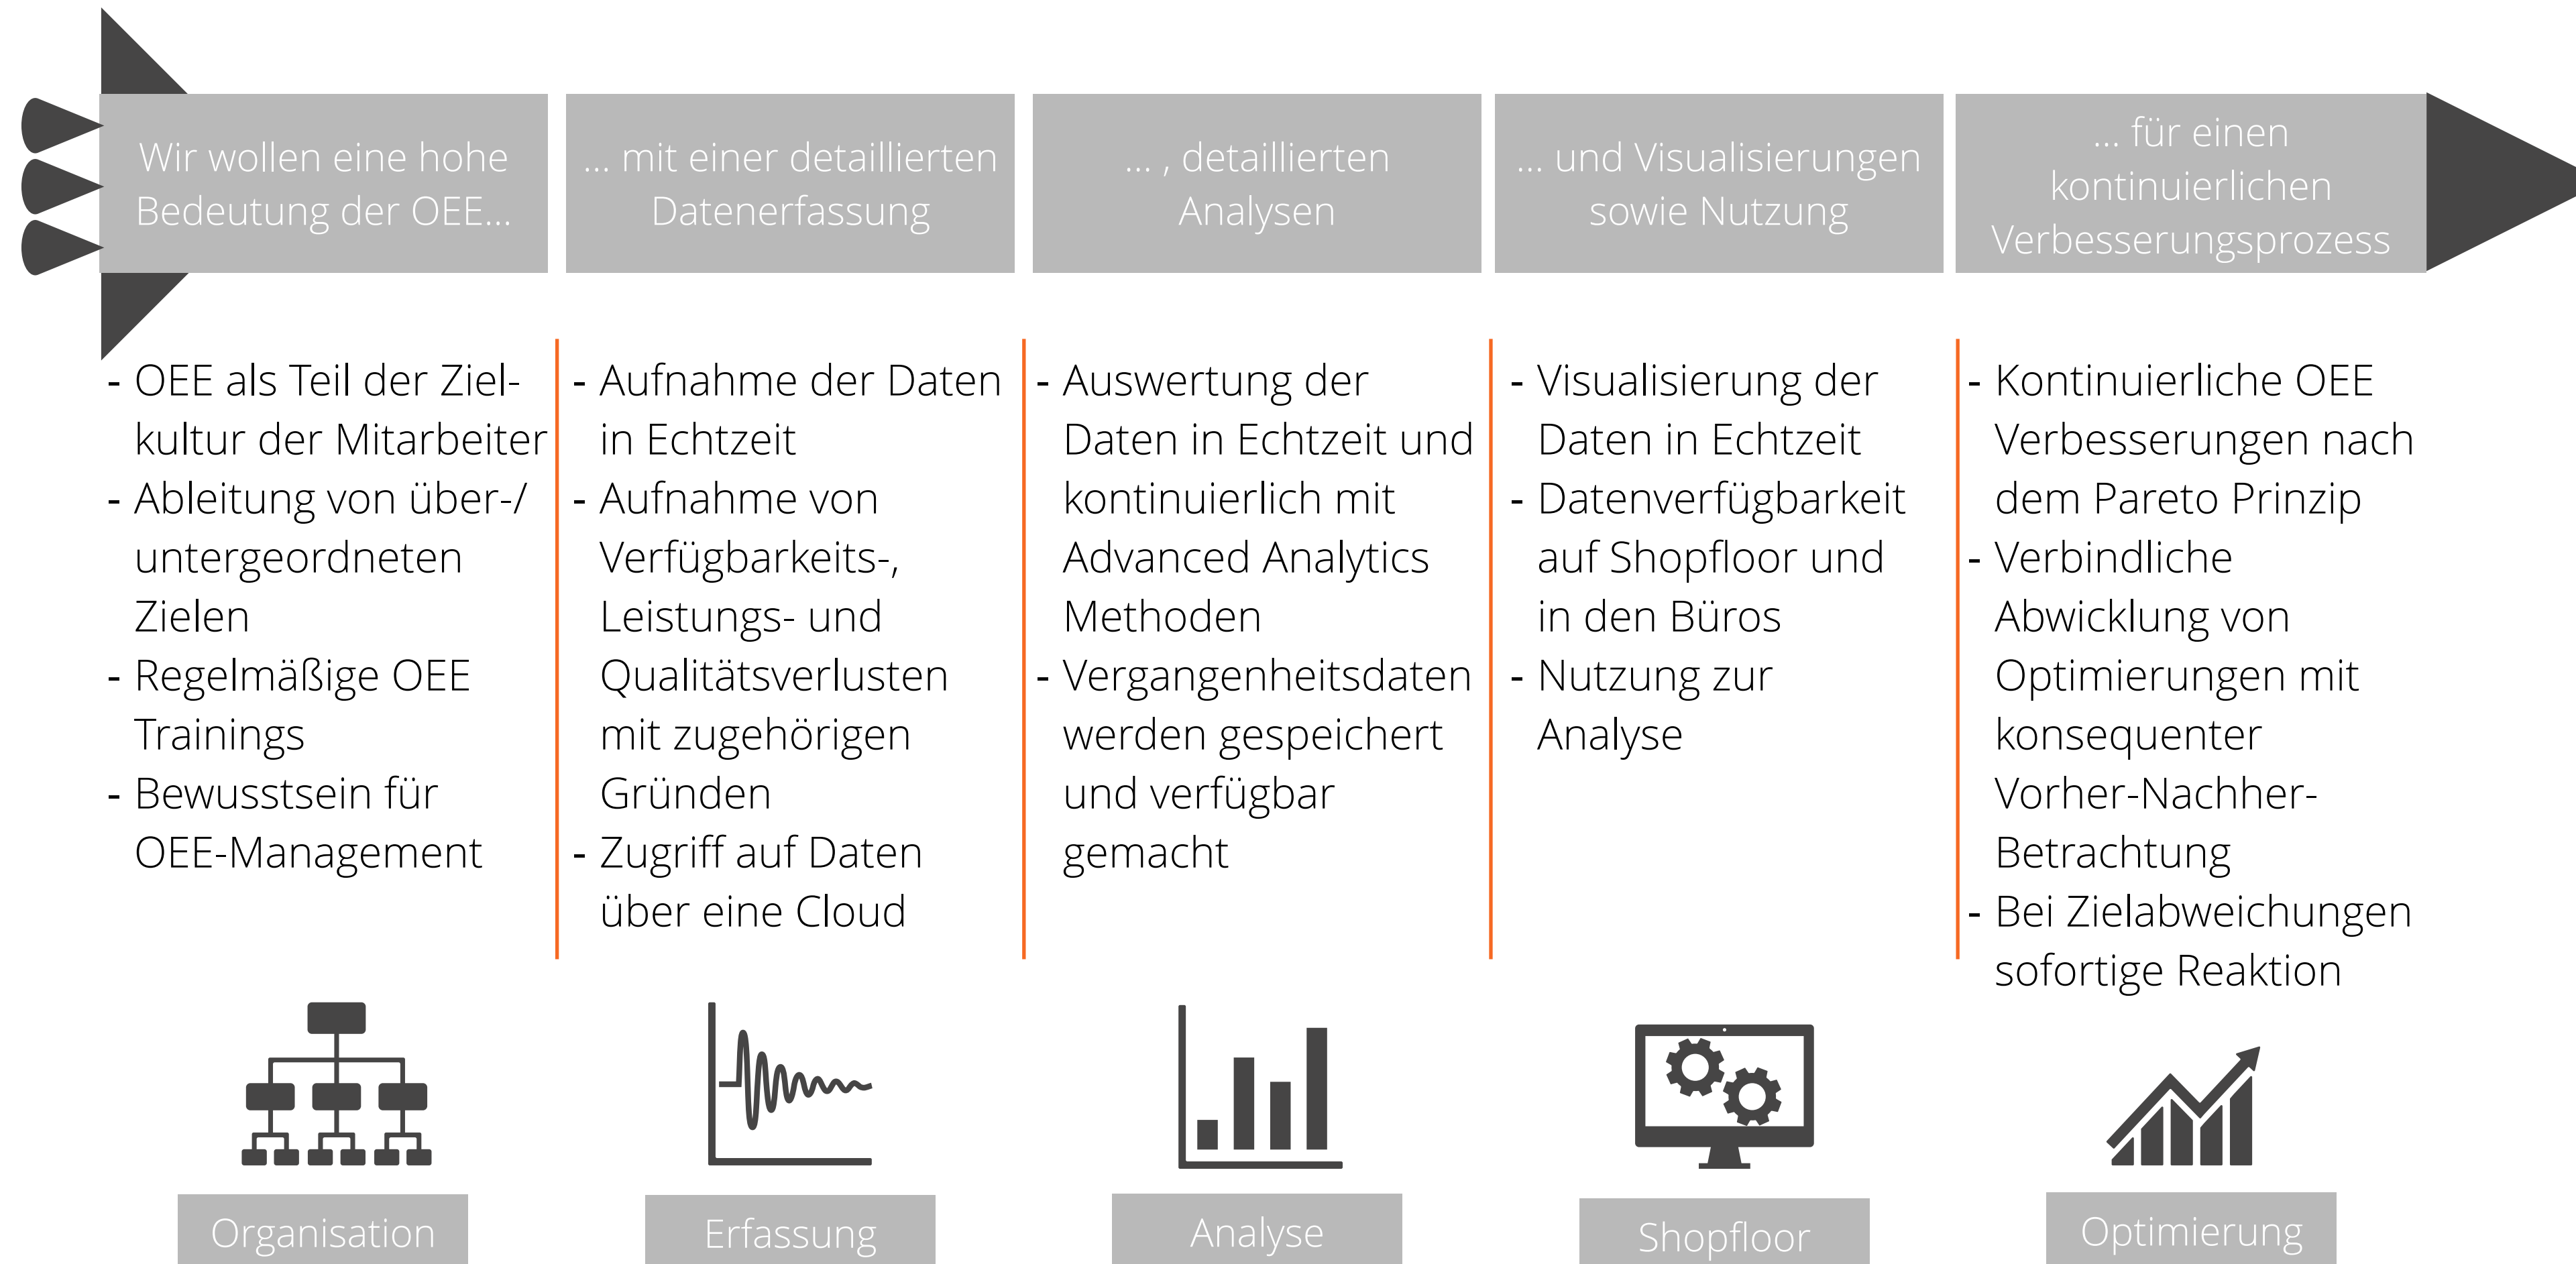 Wir wollen eine hohe
Bedeutung der OEE...
... mit einer detaillierten
Datenerfassung
... , detaillierten
Analysen
... und Visualisierungen
sowie Nutzung
... für einen
kontinuierlichen
Verbesserungsprozess
- OEE als Teil der Ziel-
kultur der Mitarbeiter
- Ableitung von über-/
untergeordneten
Zielen
- Regelmäßige OEE
Trainings
- Bewusstsein für
OEE-Management
- Aufnahme der Daten
in Echtzeit
- Aufnahme von
Verfügbarkeits-,
Leistungs- und
Qualitätsverlusten
mit zugehörigen
Gründen
- Zugriff auf Daten
über eine Cloud
- Auswertung der
Daten in Echtzeit und
kontinuierlich mit
Advanced Analytics
Methoden
- Vergangenheitsdaten
werden gespeichert
und verfügbar
gemacht
- Visualisierung der
Daten in Echtzeit
- Datenverfügbarkeit
auf Shopfloor und
in den Büros
- Nutzung zur
Analyse
- Kontinuierliche OEE
Verbesserungen nach
dem Pareto Prinzip
- Verbindliche
Abwicklung von
Optimierungen mit
konsequenter
Vorher-Nachher-
Betrachtung
- Bei Zielabweichungen
sofortige Reaktion
Organisation
Erfassung
Analyse
Shopfloor
Optimierung